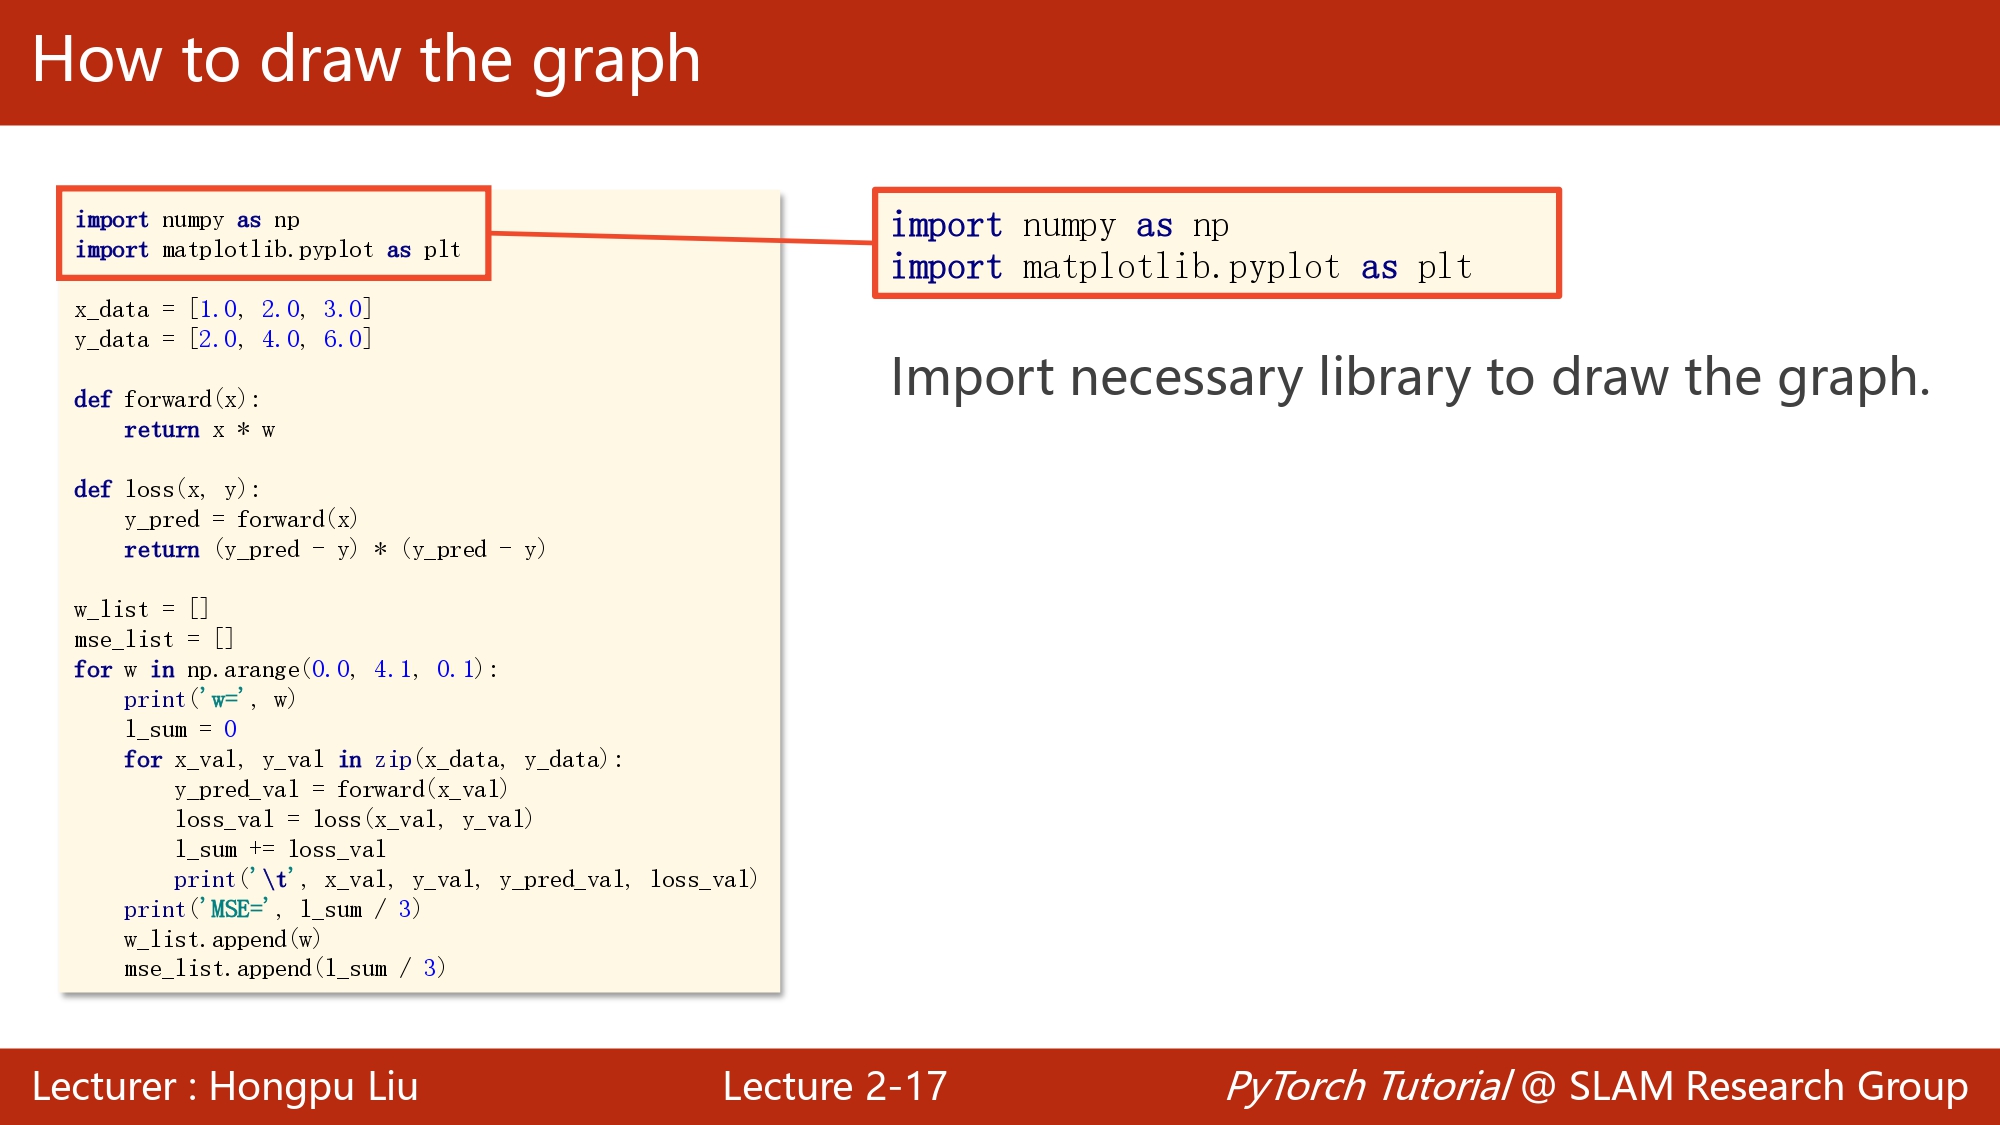 How to draw the graph
import numpy as np
import matplotlib.pyplot as plt
x_data = [1.0, 2.0, 3.0]
y_data = [2.0, 4.0, 6.0]
def forward(x):
    return x * w
def loss(x, y):
    y_pred = forward(x)
    return (y_pred - y) * (y_pred - y)
w_list = []
mse_list = []
for w in np.arange(0.0, 4.1, 0.1):
    print('w=', w)
    l_sum = 0
    for x_val, y_val in zip(x_data, y_data):
        y_pred_val = forward(x_val)
        loss_val = loss(x_val, y_val)
        l_sum += loss_val
        print('\t', x_val, y_val, y_pred_val, loss_val)
    print('MSE=', l_sum / 3)
    w_list.append(w)
    mse_list.append(l_sum / 3)
import numpy as np
import matplotlib.pyplot as plt
Import necessary library to draw the graph.
Lecturer : Hongpu Liu
Lecture 2-17
PyTorch Tutorial @ SLAM Research Group